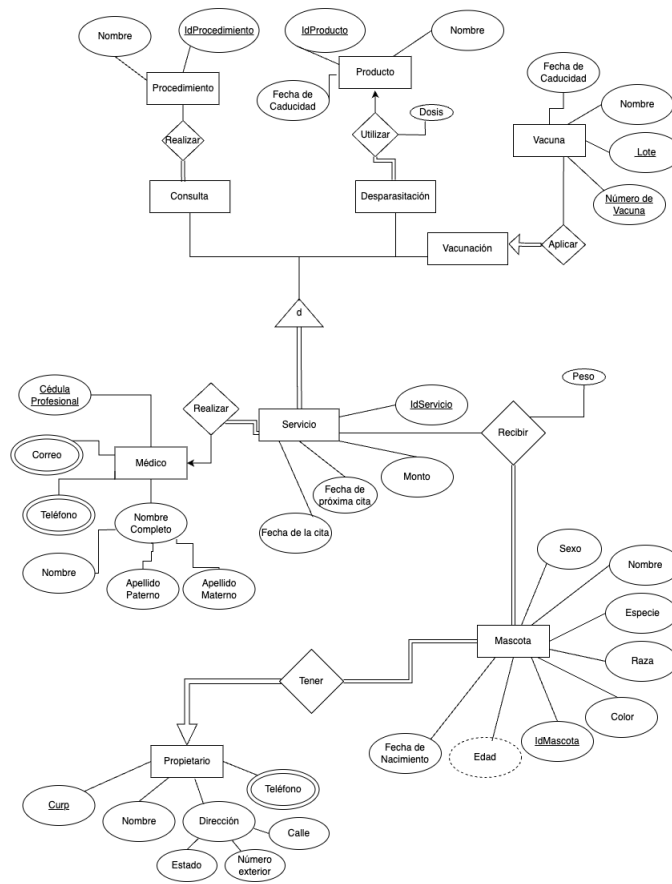 Nombre
IdProcedimiento
IdProducto
Nombre
Procedimiento
Producto
Fecha de
Caducidad
Fecha de
Caducidad
Nombre
Dosis
Realizar
Utilizar
Vacuna
Lote
Consulta
Desparasitación
Número de
Vacuna
Vacunación
Aplicar
d
Cédula
Profesional
Realizar
Servicio
IdServicio
Peso
Recibir
Correo
Médico
Monto
Fecha de
próxima cita
Teléfono
Nombre
Completo
Fecha de la cita
Nombre
Apellido
Paterno
Apellido
Materno
Sexo
Nombre
Especie
Mascota
Raza
Tener
Color
Fecha de
Nacimiento
Edad
IdMascota
Propietario
Teléfono
Curp
Nombre
Dirección
Calle
Estado
Número
exterior